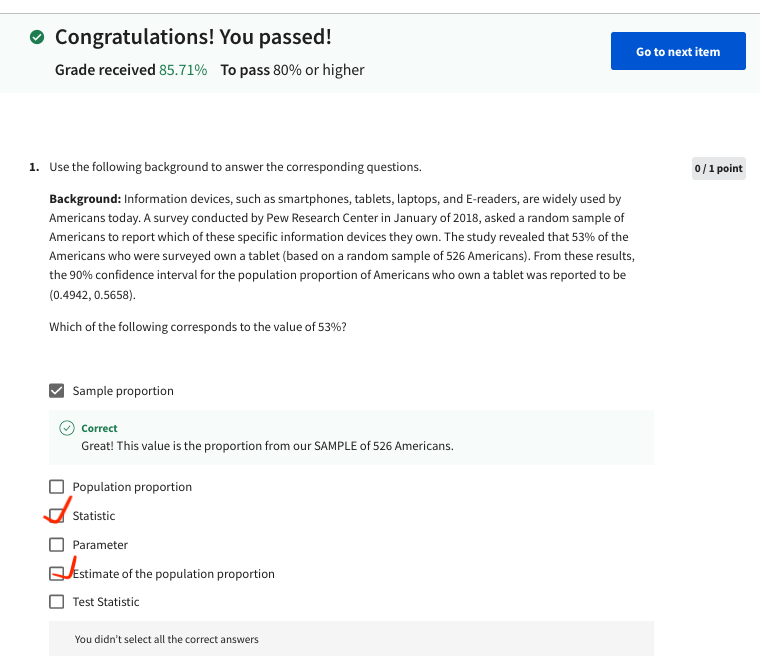 Congratulations! You passed!
Grade received 85.71% To pass 80% or higher
Go to next item
1. Use the following background to answer the corresponding questions.
0 / 1 point
Background: Information devices, such as smartphones, tablets, laptops, and E-readers, are widely used by
Americans today. A survey conducted by Pew Research Center in January of 2018, asked a random sample of
Americans to report which of these specific information devices they own. The study revealed that 53% of the
Americans who were surveyed own a tablet (based on a random sample of 526 Americans). From these results,
the 90% confidence interval for the population proportion of Americans who own a tablet was reported to be
(0.4942, 0.5658).
Which of the following corresponds to the value of 53%?
Sample proportion
Correct
Great! This value is the proportion from our SAMPLE of 526 Americans.
Population proportion
Statistic
Parameter
Estimate of the population proportion
Test Statistic
You didn't select all the correct answers